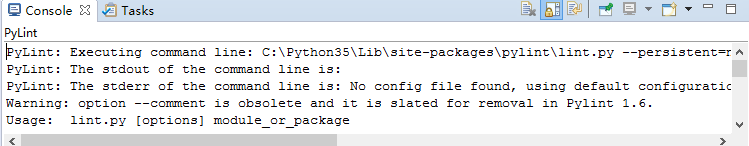 Console Tasks
PyLint
PyLint: Executing command line: C:\Python35\Lib\site-packages\pylint\lint.py --persistent=n
PyLint: The stdout of the command line is:
PyLint: The stderr of the command line is: No config file found, using default configuratio
Warning: option --comment is obsolete and it is slated for removal in Pylint 1.6.
Usage:  lint.py [options] module_or_package